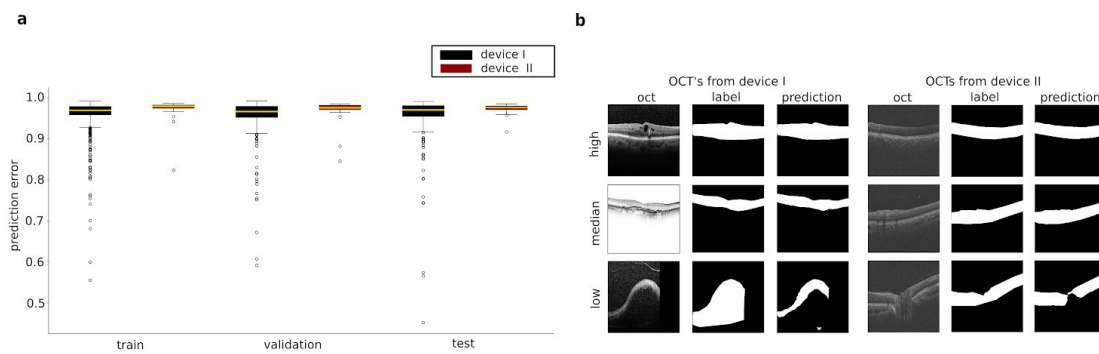 a
device I
device II
prediction error
1.0
0.9
0.8
0.7
0.6
0.5
train validation test
b
OCT's from device I OCTs from device II
oct label prediction oct label prediction
high
median
low